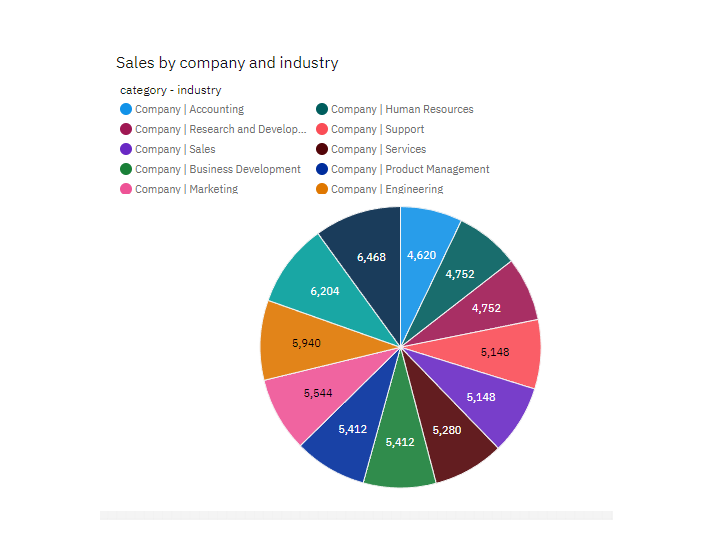 Sales by company and industry
category - industry
Company | Accounting
Company | Human Resources
Company | Research and Develop...
Company | Support
Company | Sales
Company | Services
Company | Business Development
Company | Product Management
Company | Marketing
Company | Engineering
6,468
4,620
4,752
6,204
4,752
5,940
5,148
5,544
5,148
5,412
5,280
5,412